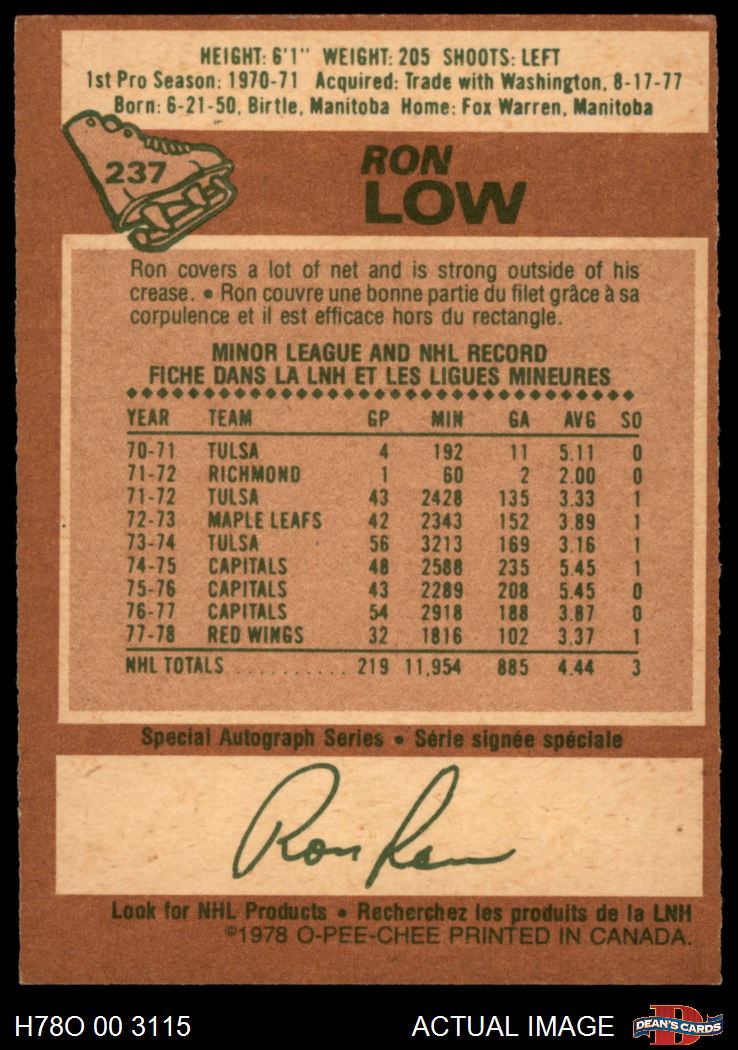 HEIGHT: 6'1" WEIGHT: 205 SHOOTS: LEFT
1st Pro Season: 1970-71 Acquired: Trade with Washington, 8-17-77
Born: 6-21-50, Birtle, Manitoba Home: Fox Warren, Manitoba
237
RON
LOW
Ron covers a lot of net and is strong outside of his
crease. • Ron couvre une bonne partie du filet grâce à sa
corpulence et il est efficace hors du rectangle.
MINOR LEAGUE AND NHL RECORD
FICHE DANS LA LNH ET LES LIGUES MINEURES
YEAR TEAM GP MIN GA AVG SO
70-71 TULSA 4 192 11 5.11 0
71-72 RICHMOND 1 60 2 2.00 0
71-72 TULSA 43 2428 135 3.33 1
72-73 MAPLE LEAFS 42 2343 152 3.89 1
73-74 TULSA 56 3213 169 3.16 1
74-75 CAPITALS 48 2588 235 5.45 1
75-76 CAPITALS 43 2289 208 5.45 0
76-77 CAPITALS 54 2918 188 3.87 0
77-78 RED WINGS 32 1816 102 3.37 1
NHL TOTALS .......... 219 11,954 885 4.44 3
Special Autograph Series • Série signée spéciale
Ron Low
Look for NHL Products • Recherchez les produits de la LNH
©1978 O-PEE-CHEE PRINTED IN CANADA.
H78O 00 3115 ACTUAL IMAGE DEAN'S CARDS